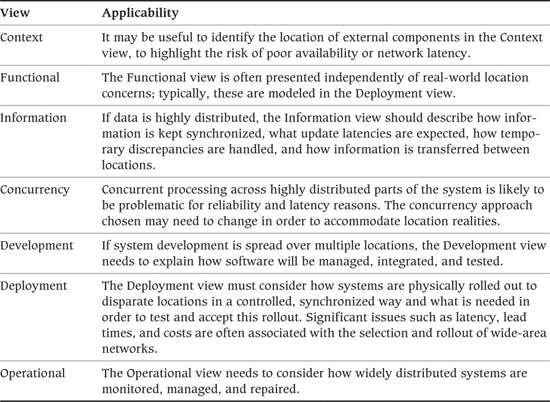 View Applicability
Context It may be useful to identify the location of external components in the Context
view, to highlight the risk of poor availability or network latency.
Functional The Functional view is often presented independently of real-world location
concerns; typically, these are modeled in the Deployment view.
Information If data is highly distributed, the Information view should describe how infor-
mation is kept synchronized, what update latencies are expected, how tempo-
rary discrepancies are handled, and how information is transferred between
locations.
Concurrency Concurrent processing across highly distributed parts of the system is likely to
be problematic for reliability and latency reasons. The concurrency approach
chosen may need to change in order to accommodate location realities.
Development If system development is spread over multiple locations, the Development view
needs to explain how software will be managed, integrated, and tested.
Deployment The Deployment view must consider how systems are physically rolled out to
disparate locations in a controlled, synchronized way and what is needed in
order to test and accept this rollout. Significant issues such as latency, lead
times, and costs are often associated with the selection and rollout of wide-area
networks.
Operational The Operational view needs to consider how widely distributed systems are
monitored, managed, and repaired.